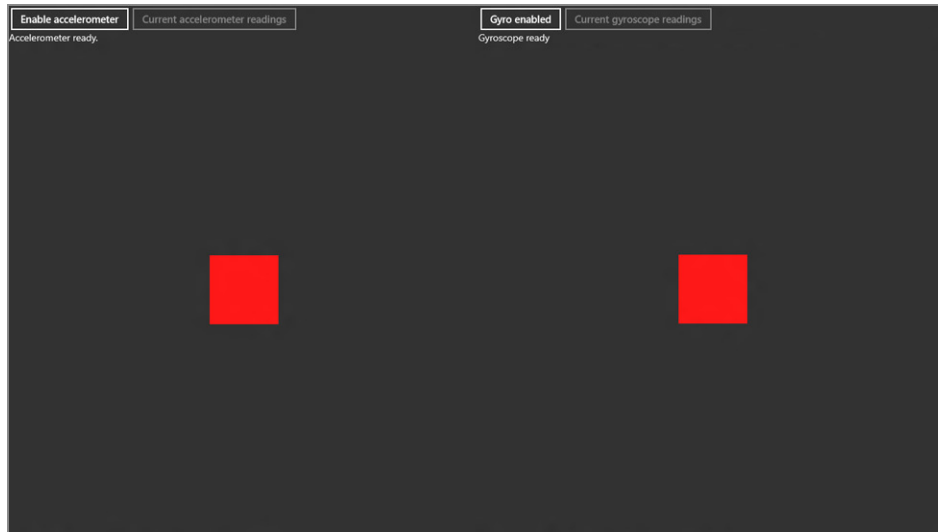 Enable accelerometer Current accelerometer readings
Accelerometer ready.
Gyro enabled Current gyroscope readings
Gyroscope ready